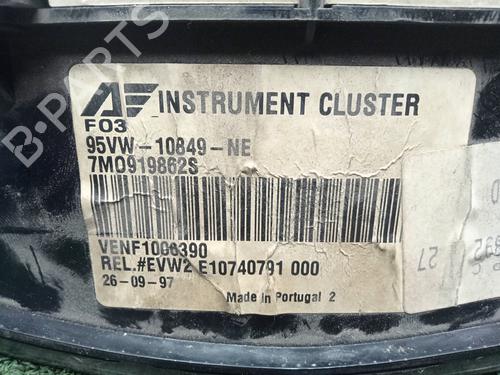 B-PARTS
AF INSTRUMENT CLUSTER
F03
95VW-10849-NE
7M0919862S
VENF1006390
REL.#EVW2 E10740791 000
26-09-97
Made in Portugal 2
27